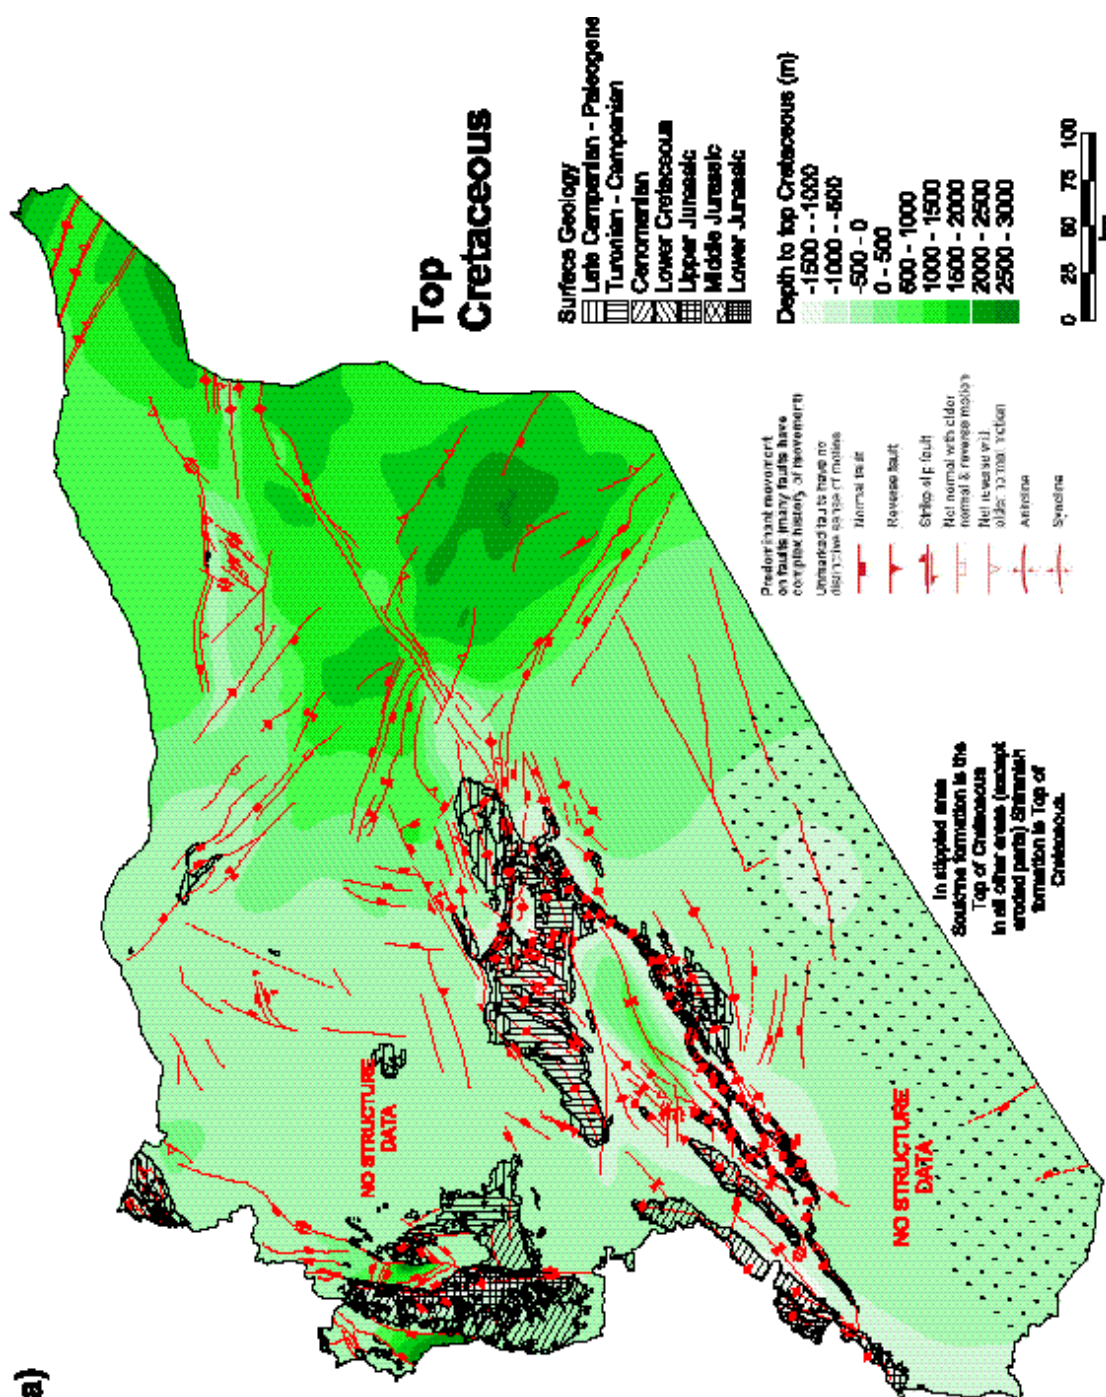 a)
Top
Cretaceous
Surface Geology
Late Campanian - Paleogene
Turunian - Campanian
Cenomanian
Lower Cretaceous
Upper Jurassic
Middle Jurassic
Lower Jurassic
Depth to top Cretaceous (m)
-1500 - -1000
-1000 - -500
-500 - 0
0 - 500
500 - 1000
1000 - 1500
1500 - 2000
2000 - 2500
2500 - 3000
0 25 50 75 100
Predominant movement
on faults (many faults have
complex history of movement)
Unmarked faults have no
distinctive sense of motion
Normal fault
Reverse fault
Strike-slip fault
Net normal with older
normal & reverse motion
Net reverse with
older normal motion
Anticline
Syncline
In stippled area
Soukhne formation is the
Top of Cretaceous
In all other areas (except
eroded parts) Shiranish
formation is Top of
Cretaceous.
NO STRUCTURE
DATA
NO STRUCTURE
DATA